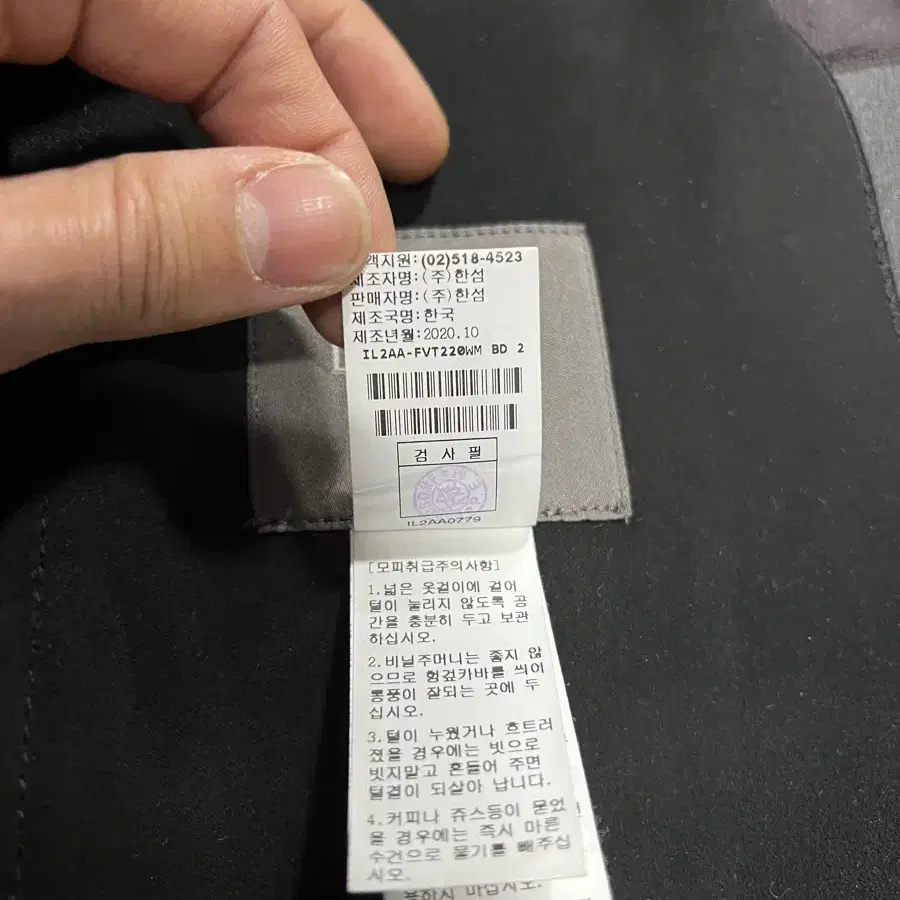 객지원:(02)518-4523
제조자명:(주)한섬
판매자명:(주)한섬
제조국명:한국
제조년월:2020.10
IL2AA-FVT220WM BD 2
검 사 필
IL2AA0779
[모피취급주의사항]
1.넓은 옷걸이에 걸어
털이 눌리지 않도록 공
간을 충분히 두고 보관
하십시오.
2.비닐주머니는 좋지 않
으므로 헝겊카바를 씌어
통풍이 잘되는 곳에 두
십시오.
3.털이 누웠거나 흐트러
졌을 경우에는 빗으로
빗지말고 흔들어 주면
털결이 되살아 납니다.
4.커피나 쥬스등이 묻었
을 경우에는 즉시 마른
수건으로 물기를 빼주십
시오.
마십시오.